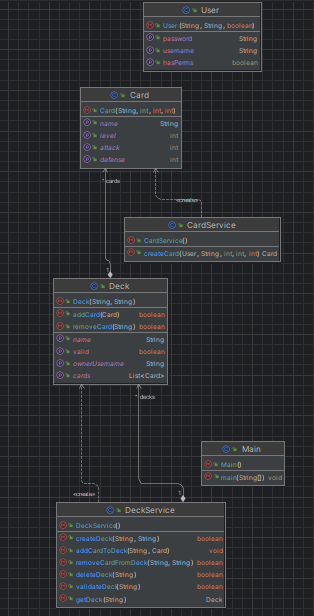 User
User (String, String, boolean)
password String
username String
hasPerms boolean
Card
Card(String, int, int, int)
name String
level int
attack int
defense int
* cards
«create»
CardService
CardService()
createCard(User, String, int, int, int) Card
1
Deck
Deck(String, String)
addCard(Card) boolean
removeCard(String) boolean
name String
valid boolean
ownerUsername String
cards List<Card>
* decks
Main
Main()
main(String[]) void
«create»
1
DeckService
DeckService()
createDeck(String, String) boolean
addCardToDeck(String, Card) void
removeCardFromDeck(String, String) boolean
deleteDeck(String) boolean
validateDeck(String) boolean
getDeck(String) Deck